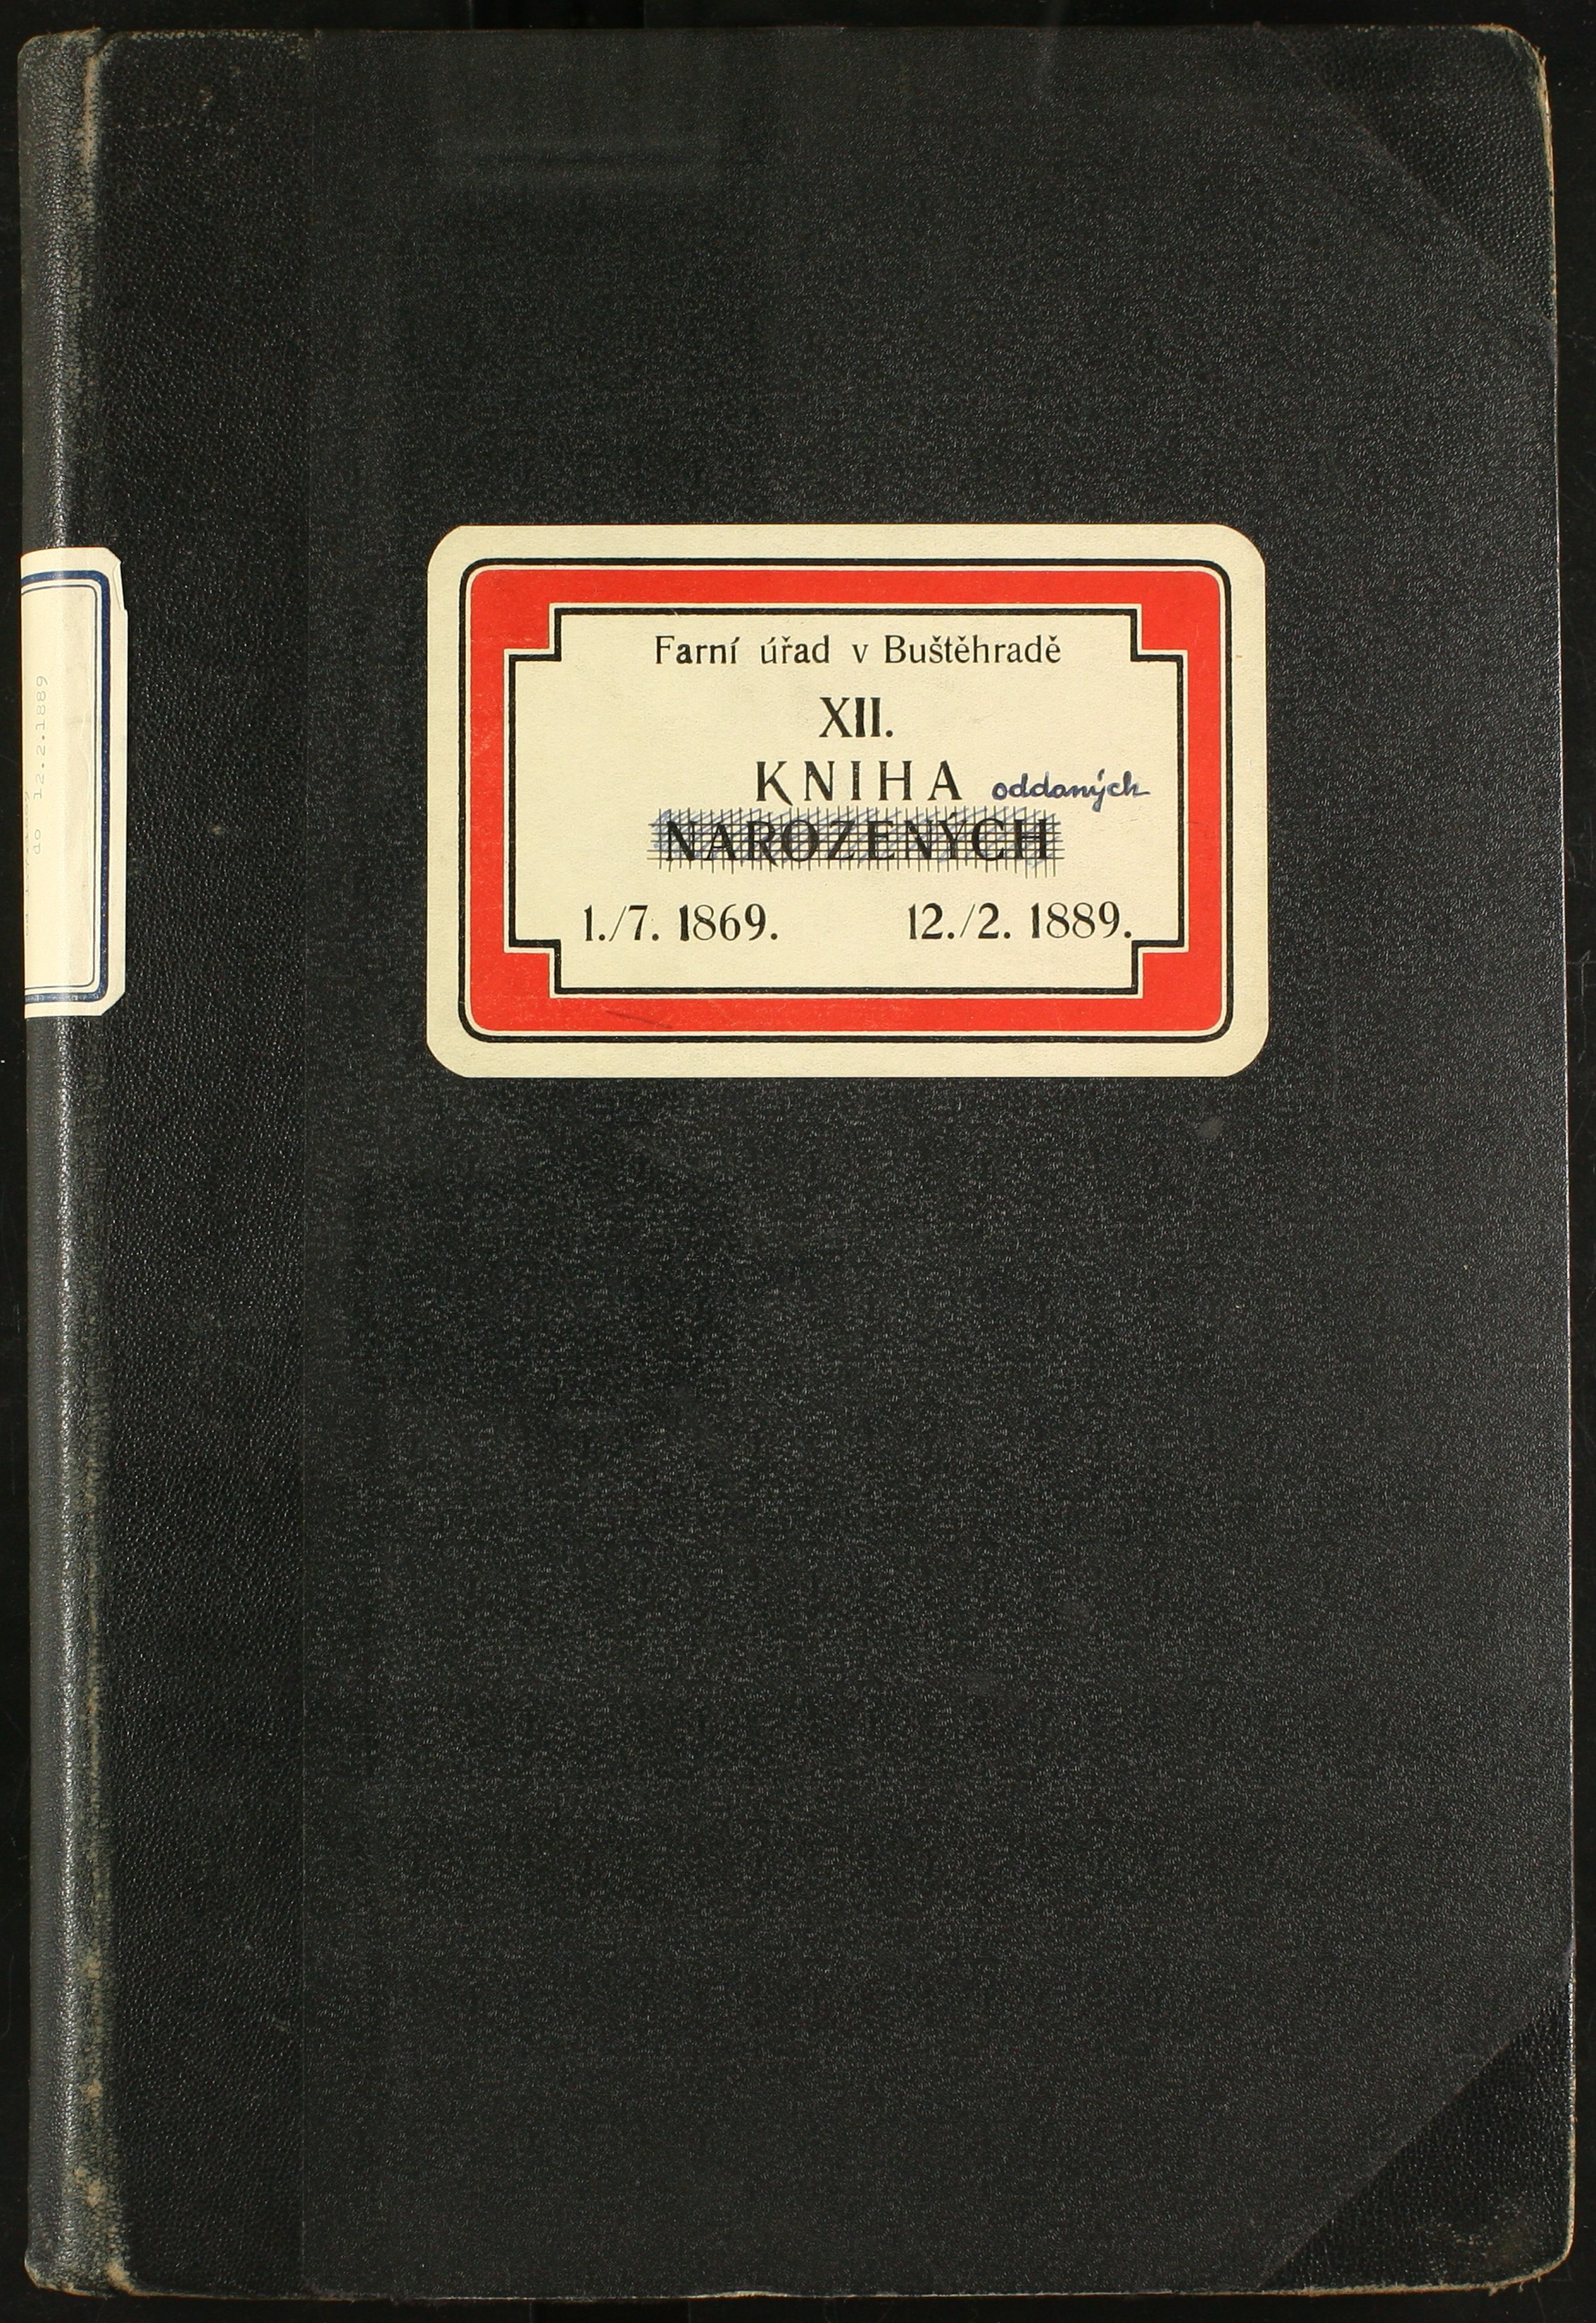 Farní úřad v Buštěhradě
XII.
KNIHA oddaných
NAROZENÝCH
1./7. 1869. 12./2. 1889.
do 12.2.1889